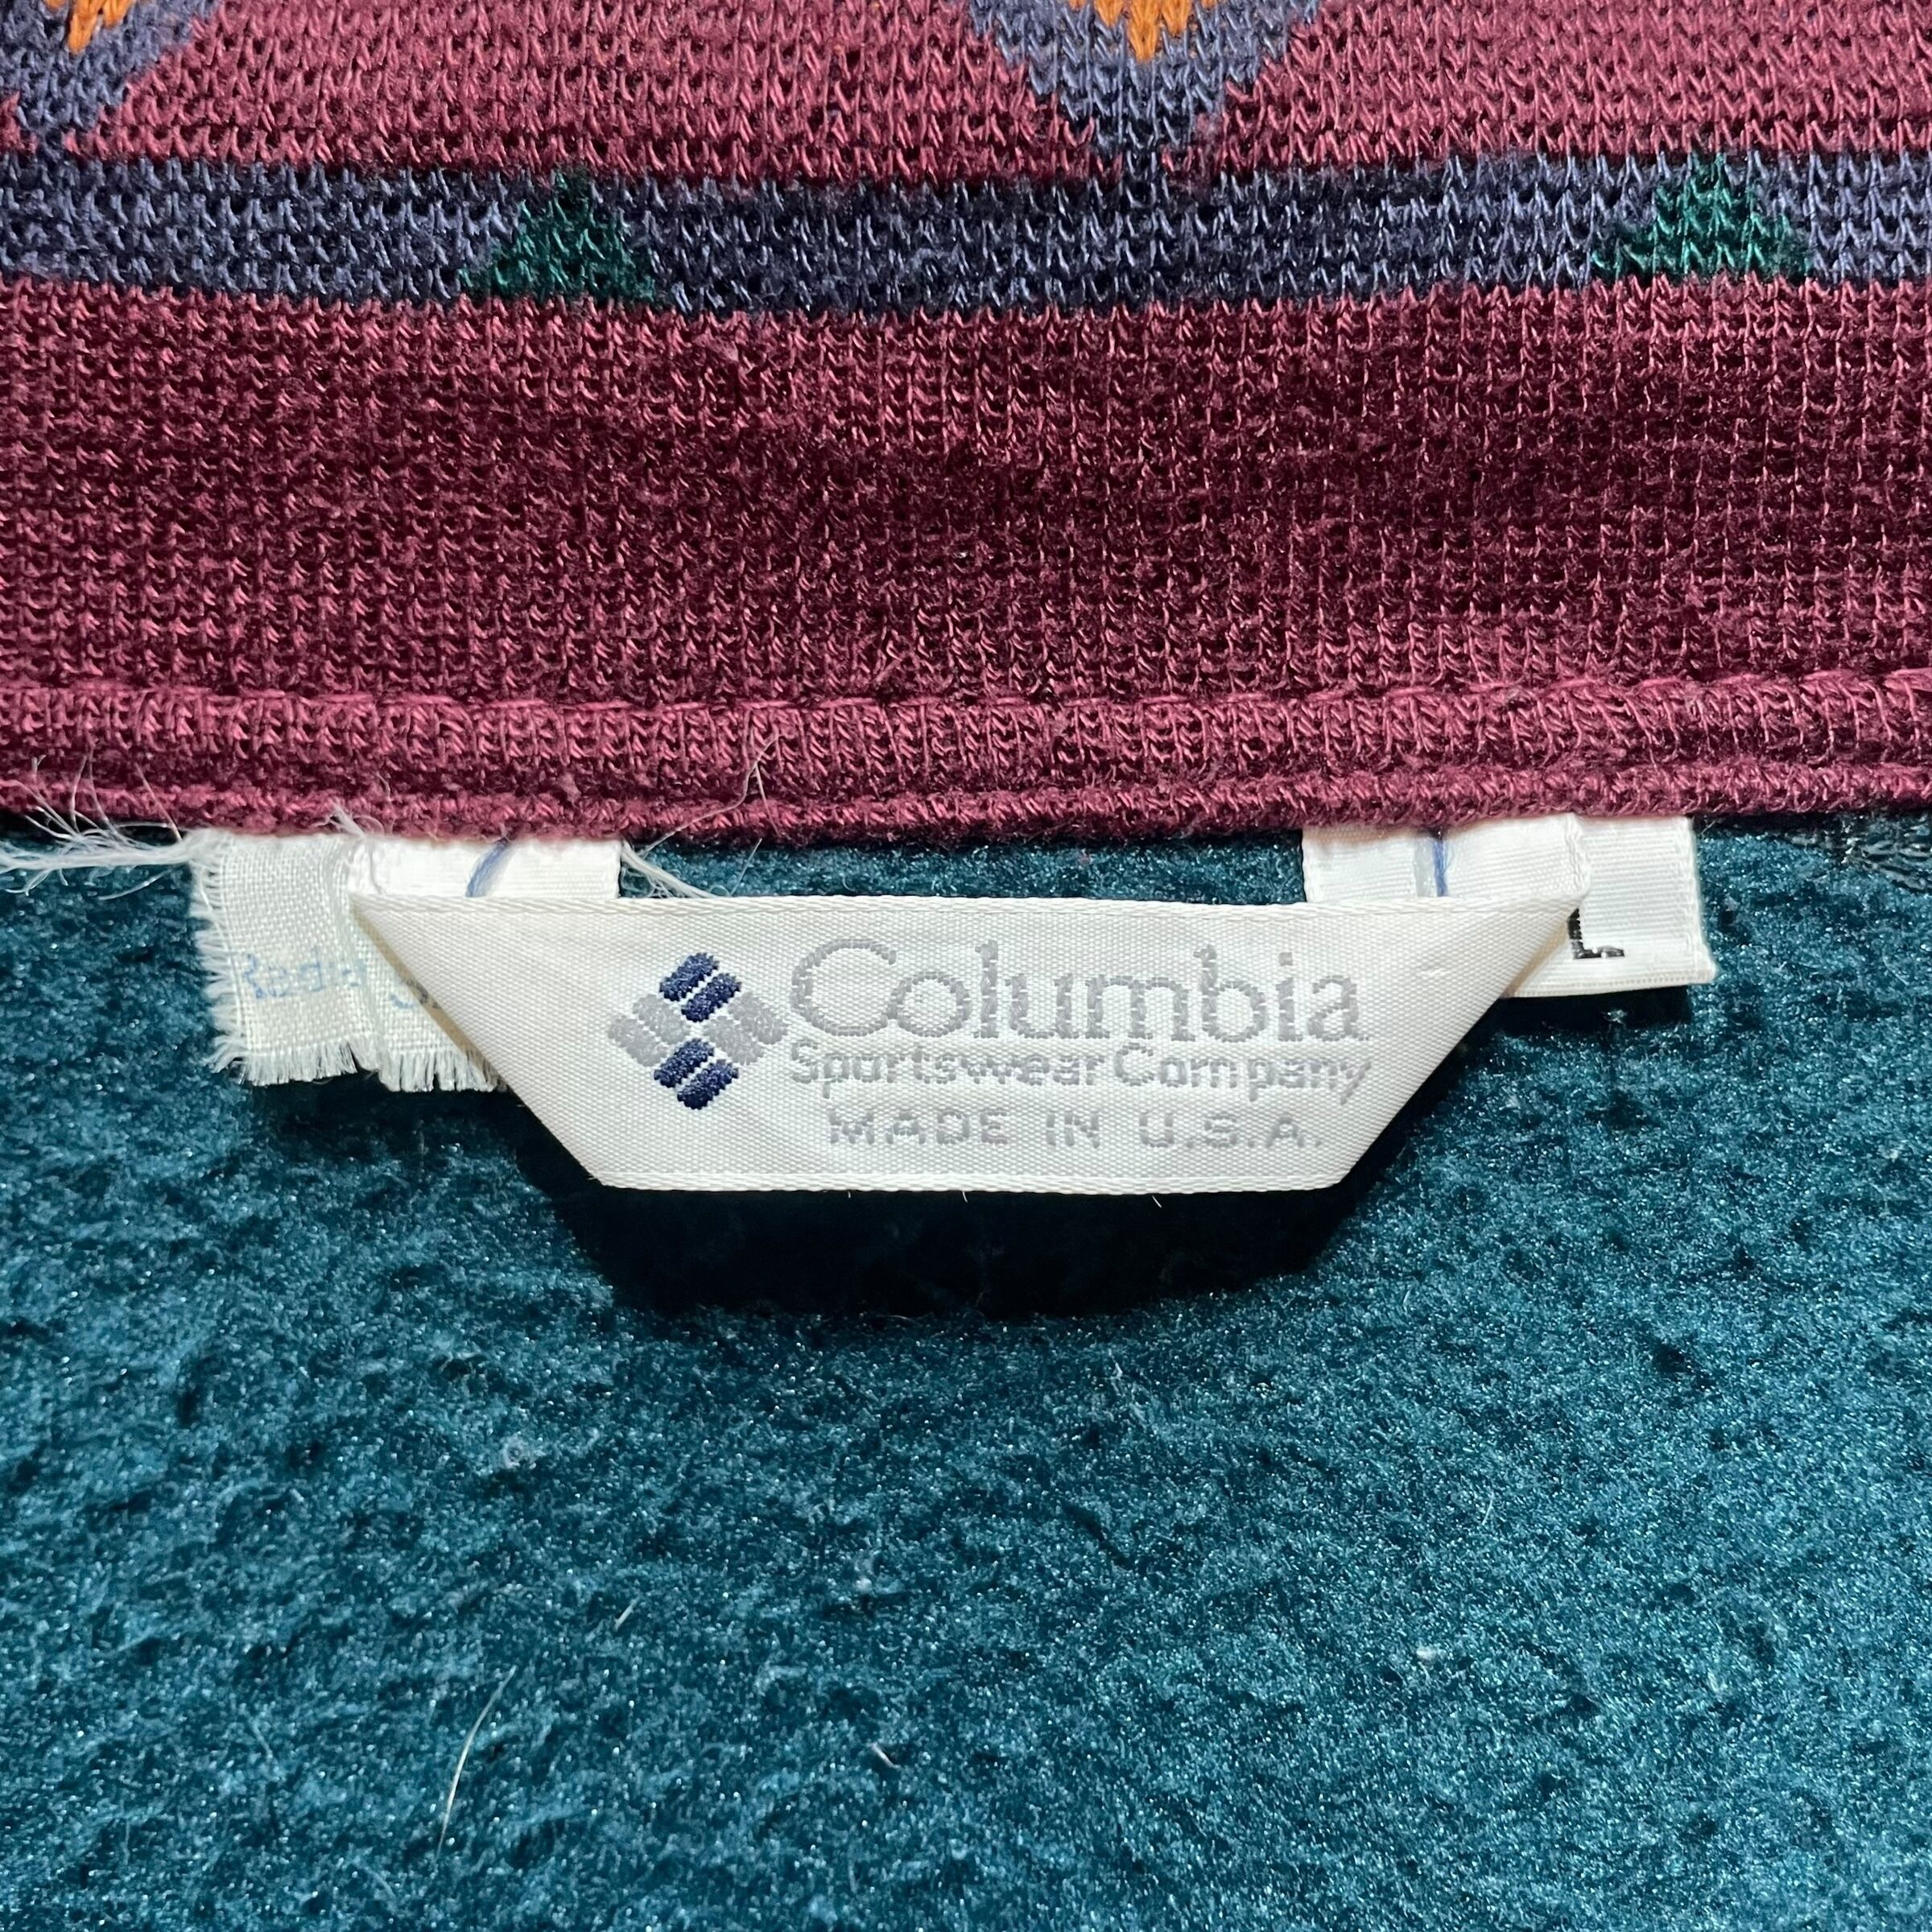 Columbia
Sportswear Company
MADE IN U.S.A.
L